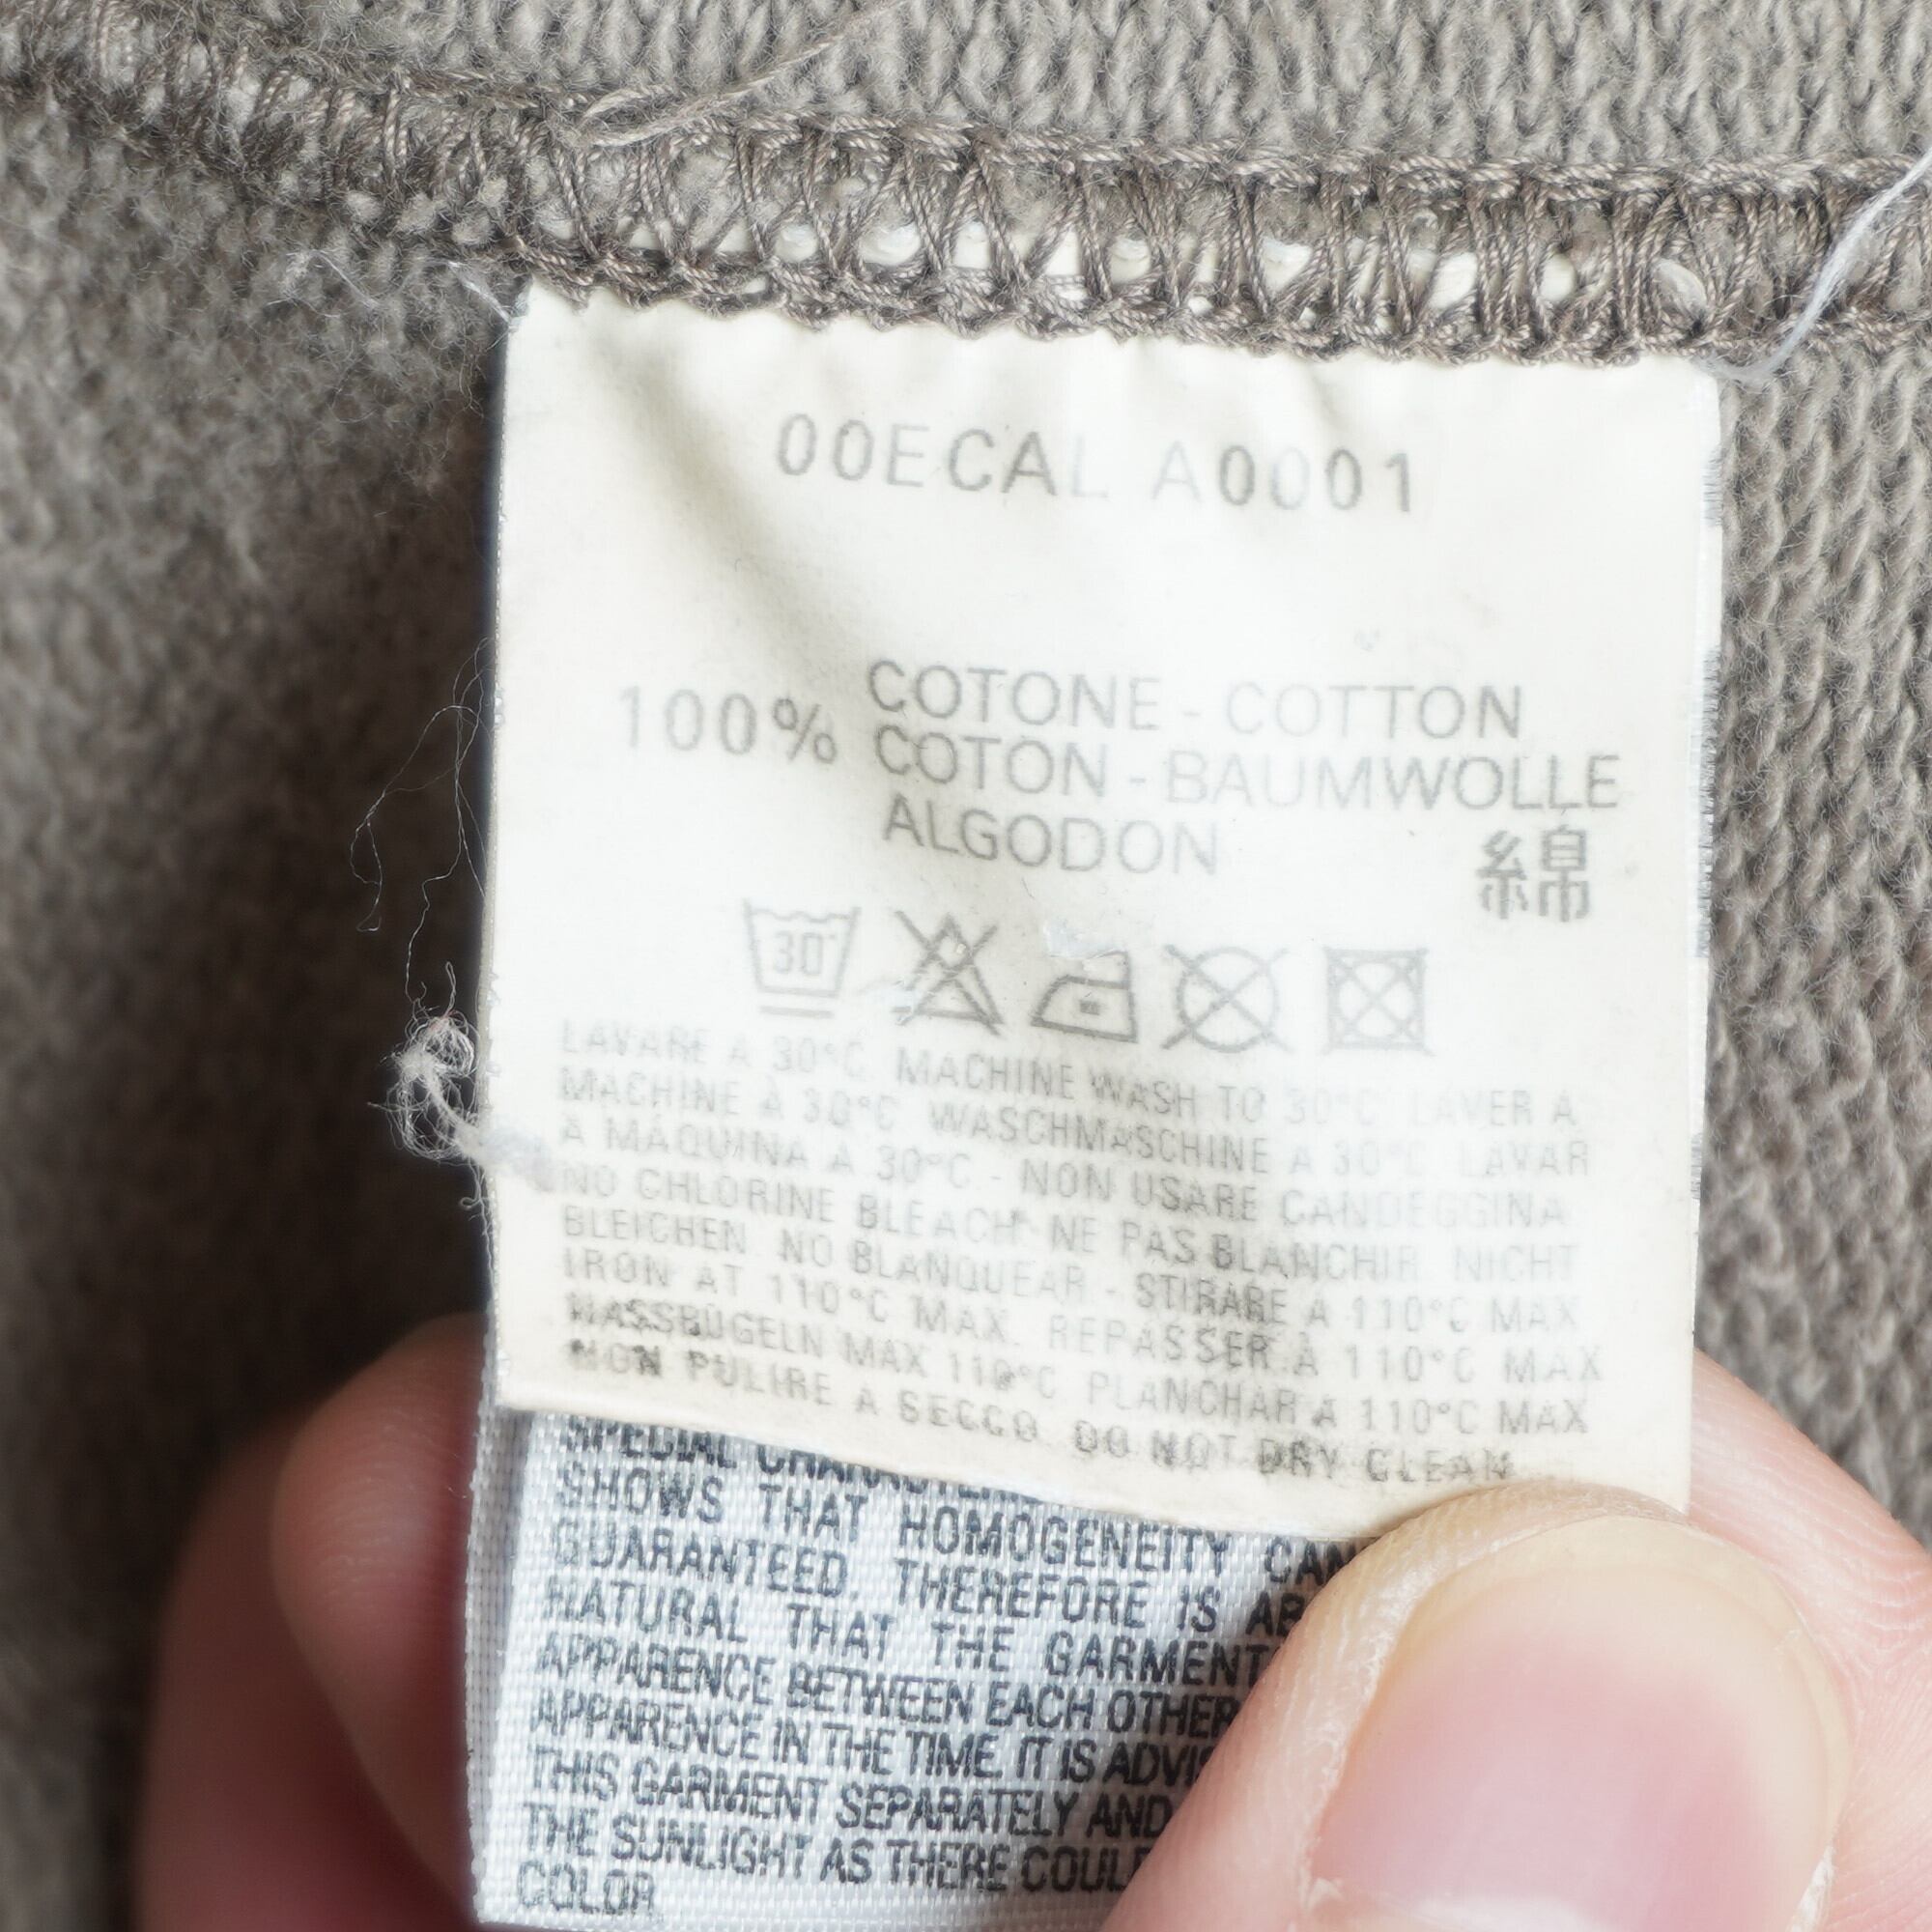 00ECAL A0001
COTONE - COTTON
100% COTON - BAUMWOLLE
ALGODON
綿
30°
LAVARE A 30°C. MACHINE WASH TO 30°C. LAVER A
MACHINE À 30°C. WASCHMASCHINE A 30°C. LAVAR
A MÁQUINA A 30°C. - NON USARE CANDEGGINA.
NO CHLORINE BLEACH. NE PAS BLANCHIR. NICHT
BLEICHEN. NO BLANQUEAR. - STIRARE A 110°C MAX
IRON AT 110°C MAX. REPASSER À 110°C MAX
MASSBÜGELN MAX 110°C PLANCHAR A 110°C MAX
NON PULIRE A SECCO. DO NOT DRY CLEAN
SPECIAL
SHOWS THAT HOMOGENEITY
GUARANTEED. THEREFORE IS
NATURAL THAT THE GARMENT
APPARENCE BETWEEN EACH OTHER
APPARENCE IN THE TIME. IT IS
THIS GARMENT SEPARATELY AND
THE SUNLIGHT AS THERE
COLOR